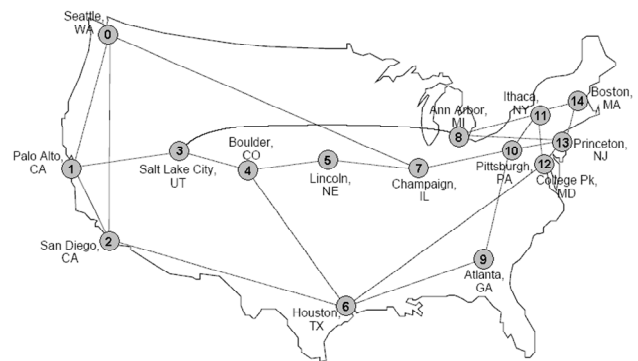 Seattle,
WA
0
Ithaca,
NY
14
Boston,
MA
Ann Arbor,
MI
11
8
Boulder,
CO
3
13
Princeton,
NJ
Palo Alto,
CA
1
Salt Lake City,
UT
4
5
Lincoln,
NE
7
Champaign,
IL
10
Pittsburgh,
PA
12
College Pk,
MD
San Diego,
CA
2
9
Atlanta,
GA
6
Houston,
TX